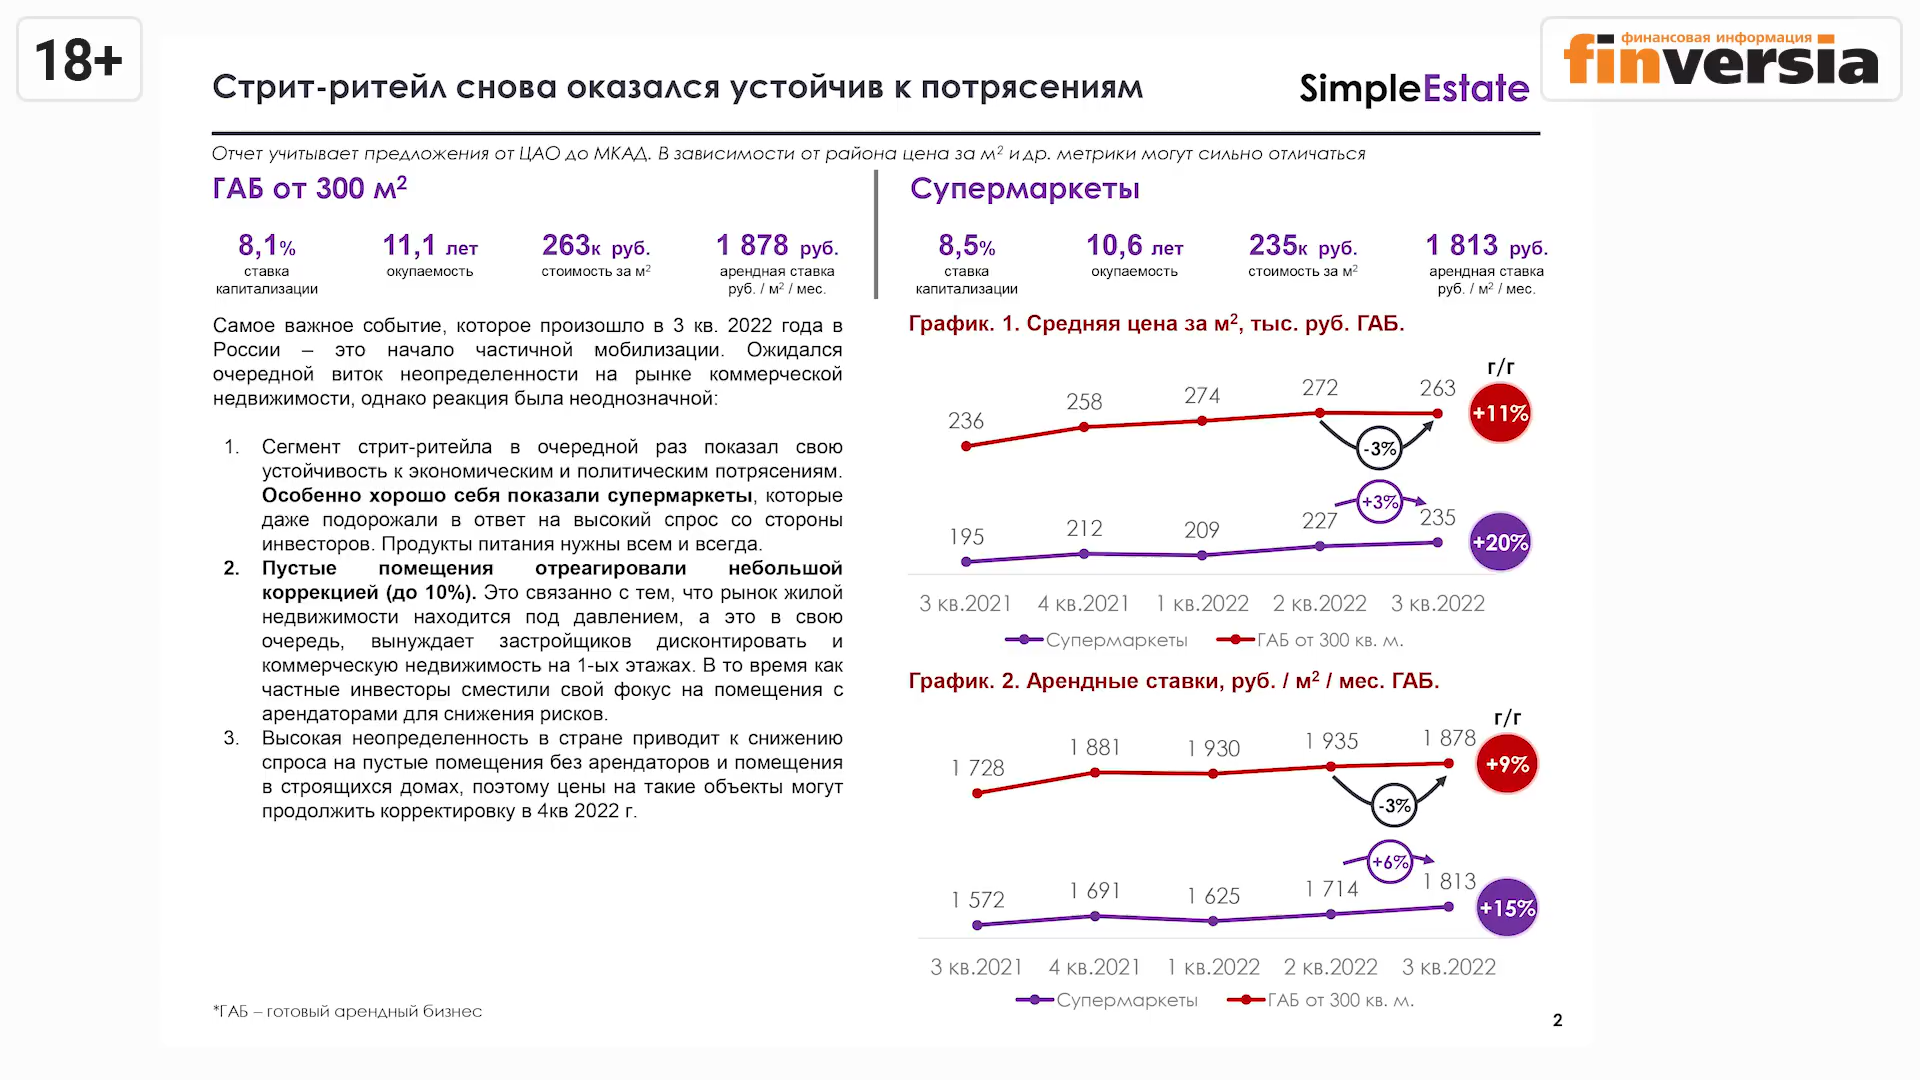 18+
финансовая информация
finversia
Стрит-ритейл снова оказался устойчив к потрясениям
SimpleEstate
Отчет учитывает предложения от ЦАО до МКАД. В зависимости от района цена за м² и др. метрики могут сильно отличаться
ГАБ от 300 м²
8,1% 11,1 лет 263к руб. 1 878 руб.
ставка окупаемость стоимость за м² арендная ставка
капитализации руб. / м² / мес.
Самое важное событие, которое произошло в 3 кв. 2022 года в
России – это начало частичной мобилизации. Ожидался
очередной виток неопределенности на рынке коммерческой
недвижимости, однако реакция была неоднозначной:
1. Сегмент стрит-ритейла в очередной раз показал свою
устойчивость к экономическим и политическим потрясениям.
Особенно хорошо себя показали супермаркеты, которые
даже подорожали в ответ на высокий спрос со стороны
инвесторов. Продукты питания нужны всем и всегда.
2. Пустые помещения отреагировали небольшой
коррекцией (до 10%). Это связанно с тем, что рынок жилой
недвижимости находится под давлением, а это в свою
очередь, вынуждает застройщиков дисконтировать и
коммерческую недвижимость на 1-ых этажах. В то время как
частные инвесторы сместили свой фокус на помещения с
арендаторами для снижения рисков.
3. Высокая неопределенность в стране приводит к снижению
спроса на пустые помещения без арендаторов и помещения
в строящихся домах, поэтому цены на такие объекты могут
продолжить корректировку в 4кв 2022 г.
*ГАБ – готовый арендный бизнес
Супермаркеты
8,5% 10,6 лет 235к руб. 1 813 руб.
ставка окупаемость стоимость за м² арендная ставка
капитализации руб. / м² / мес.
График. 1. Средняя цена за м², тыс. руб. ГАБ.
г/г
236 258 274 272 263
+11%
-3%
+3%
195 212 209 227 235
+20%
3 кв.2021 4 кв.2021 1 кв.2022 2 кв.2022 3 кв.2022
Супермаркеты ГАБ от 300 кв. м.
График. 2. Арендные ставки, руб. / м² / мес. ГАБ.
г/г
1 728 1 881 1 930 1 935 1 878
+9%
-3%
+6%
1 572 1 691 1 625 1 714 1 813
+15%
3 кв.2021 4 кв.2021 1 кв.2022 2 кв.2022 3 кв.2022
Супермаркеты ГАБ от 300 кв. м.
2